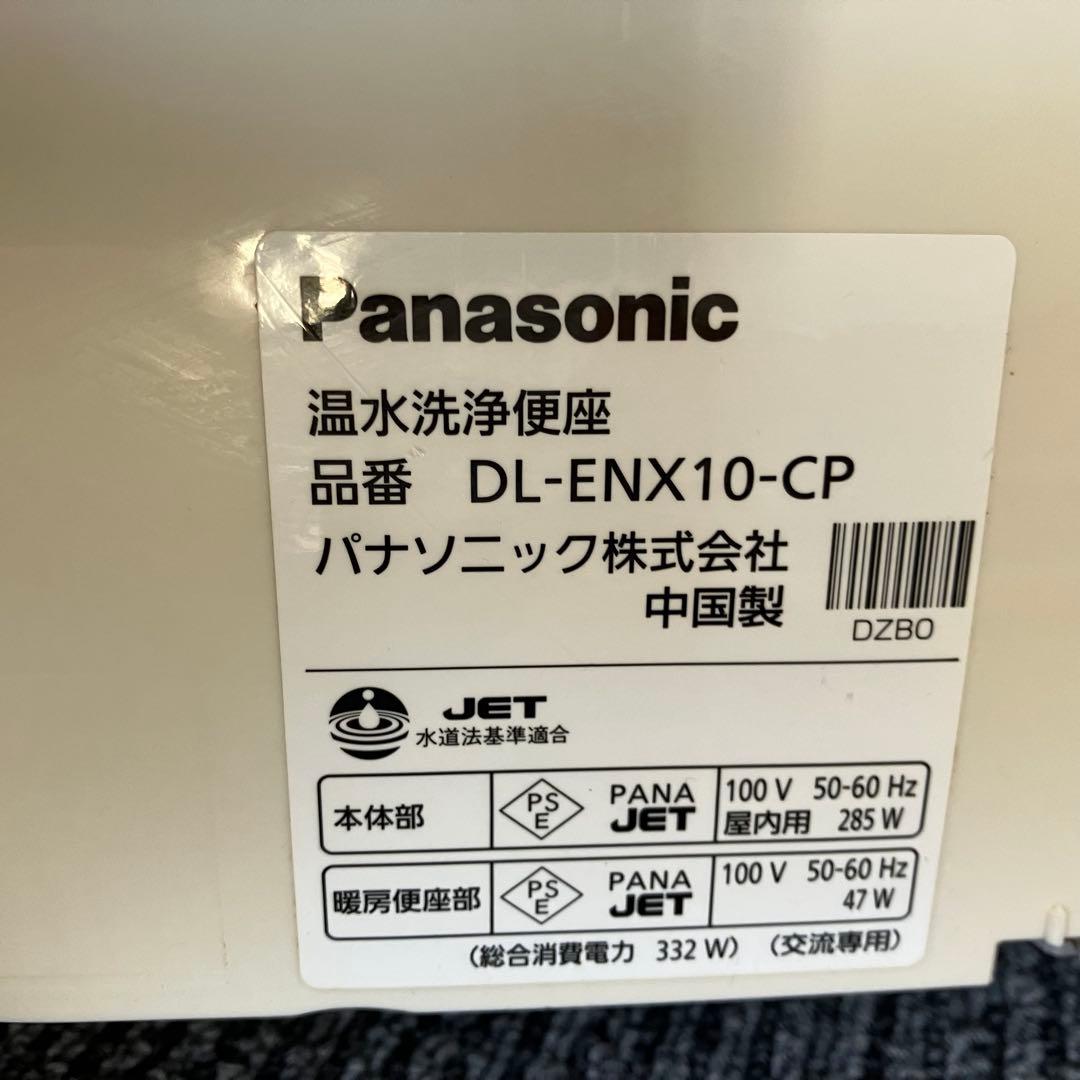 Panasonic
温水洗浄便座
品番 DL-ENX10-CP
パナソニック株式会社
中国製
DZB0
JET
水道法基準適合
本体部 PSE PANA JET 100 V 50-60 Hz 屋内用 285 W
暖房便座部 PSE PANA JET 100 V 50-60 Hz 47 W
(総合消費電力 332 W) (交流専用)